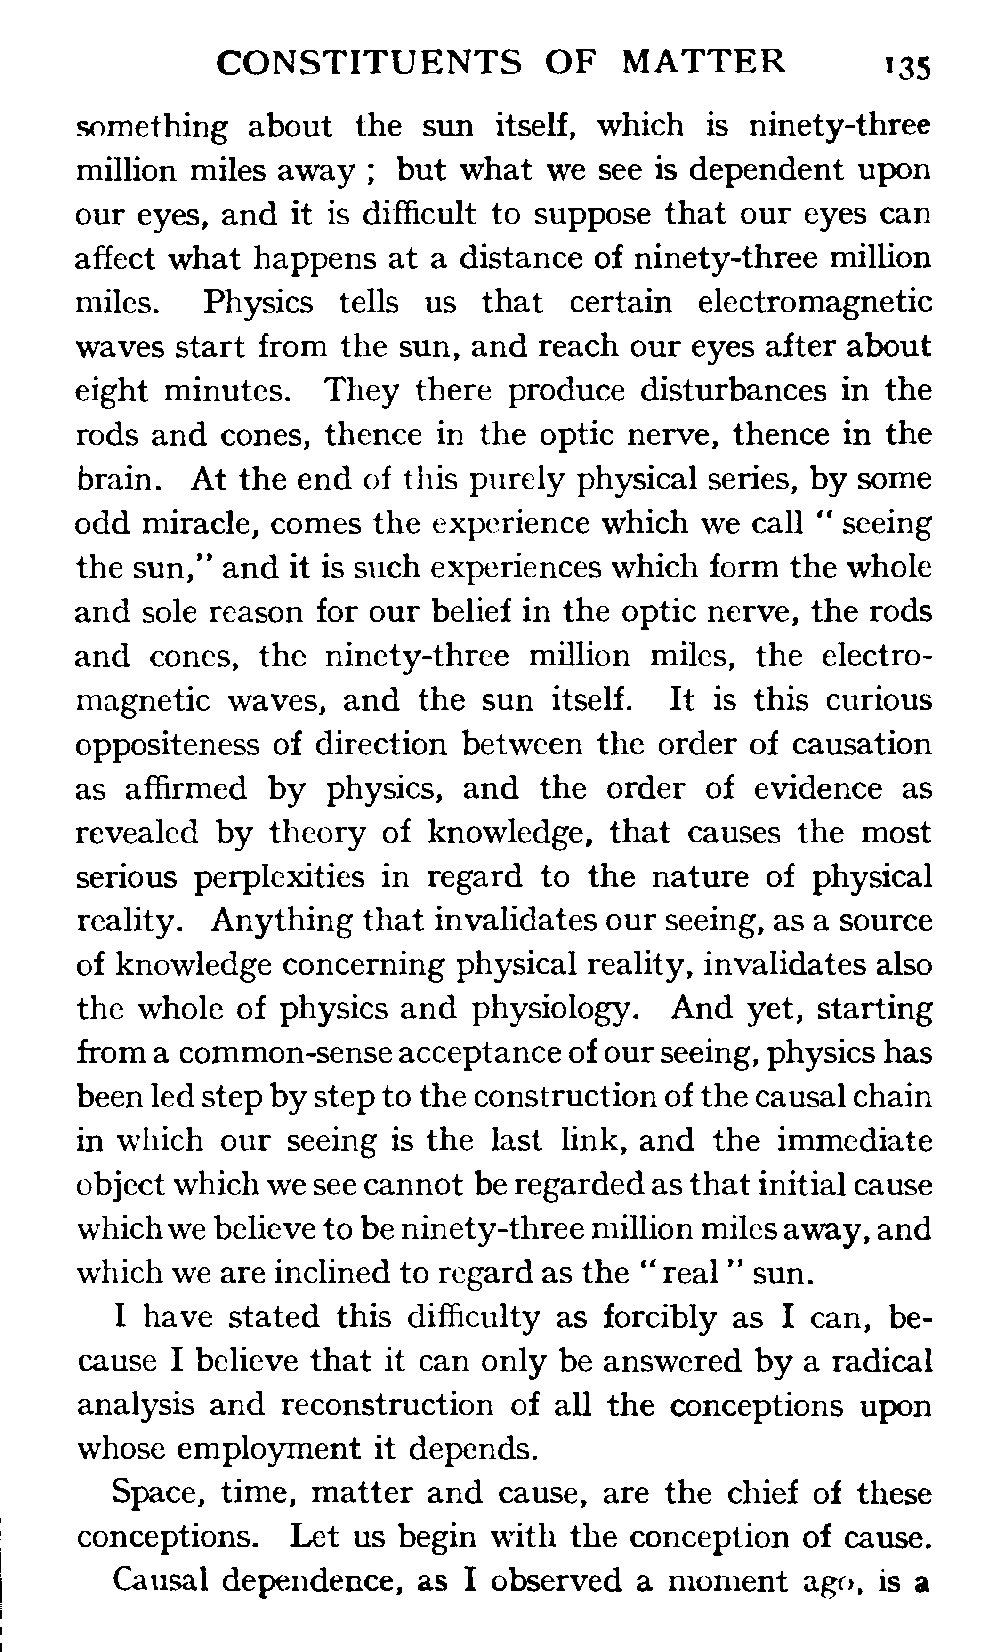 CONSTITUENTS OF MATTER 135
something about the sun itself, which is ninety-three
million miles away ; but what we see is dependent upon
our eyes, and it is difficult to suppose that our eyes can
affect what happens at a distance of ninety-three million
miles. Physics tells us that certain electromagnetic
waves start from the sun, and reach our eyes after about
eight minutes. They there produce disturbances in the
rods and cones, thence in the optic nerve, thence in the
brain. At the end of this purely physical series, by some
odd miracle, comes the experience which we call " seeing
the sun," and it is such experiences which form the whole
and sole reason for our belief in the optic nerve, the rods
and cones, the ninety-three million miles, the electro-
magnetic waves, and the sun itself. It is this curious
oppositeness of direction between the order of causation
as affirmed by physics, and the order of evidence as
revealed by theory of knowledge, that causes the most
serious perplexities in regard to the nature of physical
reality. Anything that invalidates our seeing, as a source
of knowledge concerning physical reality, invalidates also
the whole of physics and physiology. And yet, starting
from a common-sense acceptance of our seeing, physics has
been led step by step to the construction of the causal chain
in which our seeing is the last link, and the immediate
object which we see cannot be regarded as that initial cause
which we believe to be ninety-three million miles away, and
which we are inclined to regard as the " real " sun.
I have stated this difficulty as forcibly as I can, be-
cause I believe that it can only be answered by a radical
analysis and reconstruction of all the conceptions upon
whose employment it depends.
Space, time, matter and cause, are the chief of these
conceptions. Let us begin with the conception of cause.
Causal dependence, as I observed a moment ago, is a